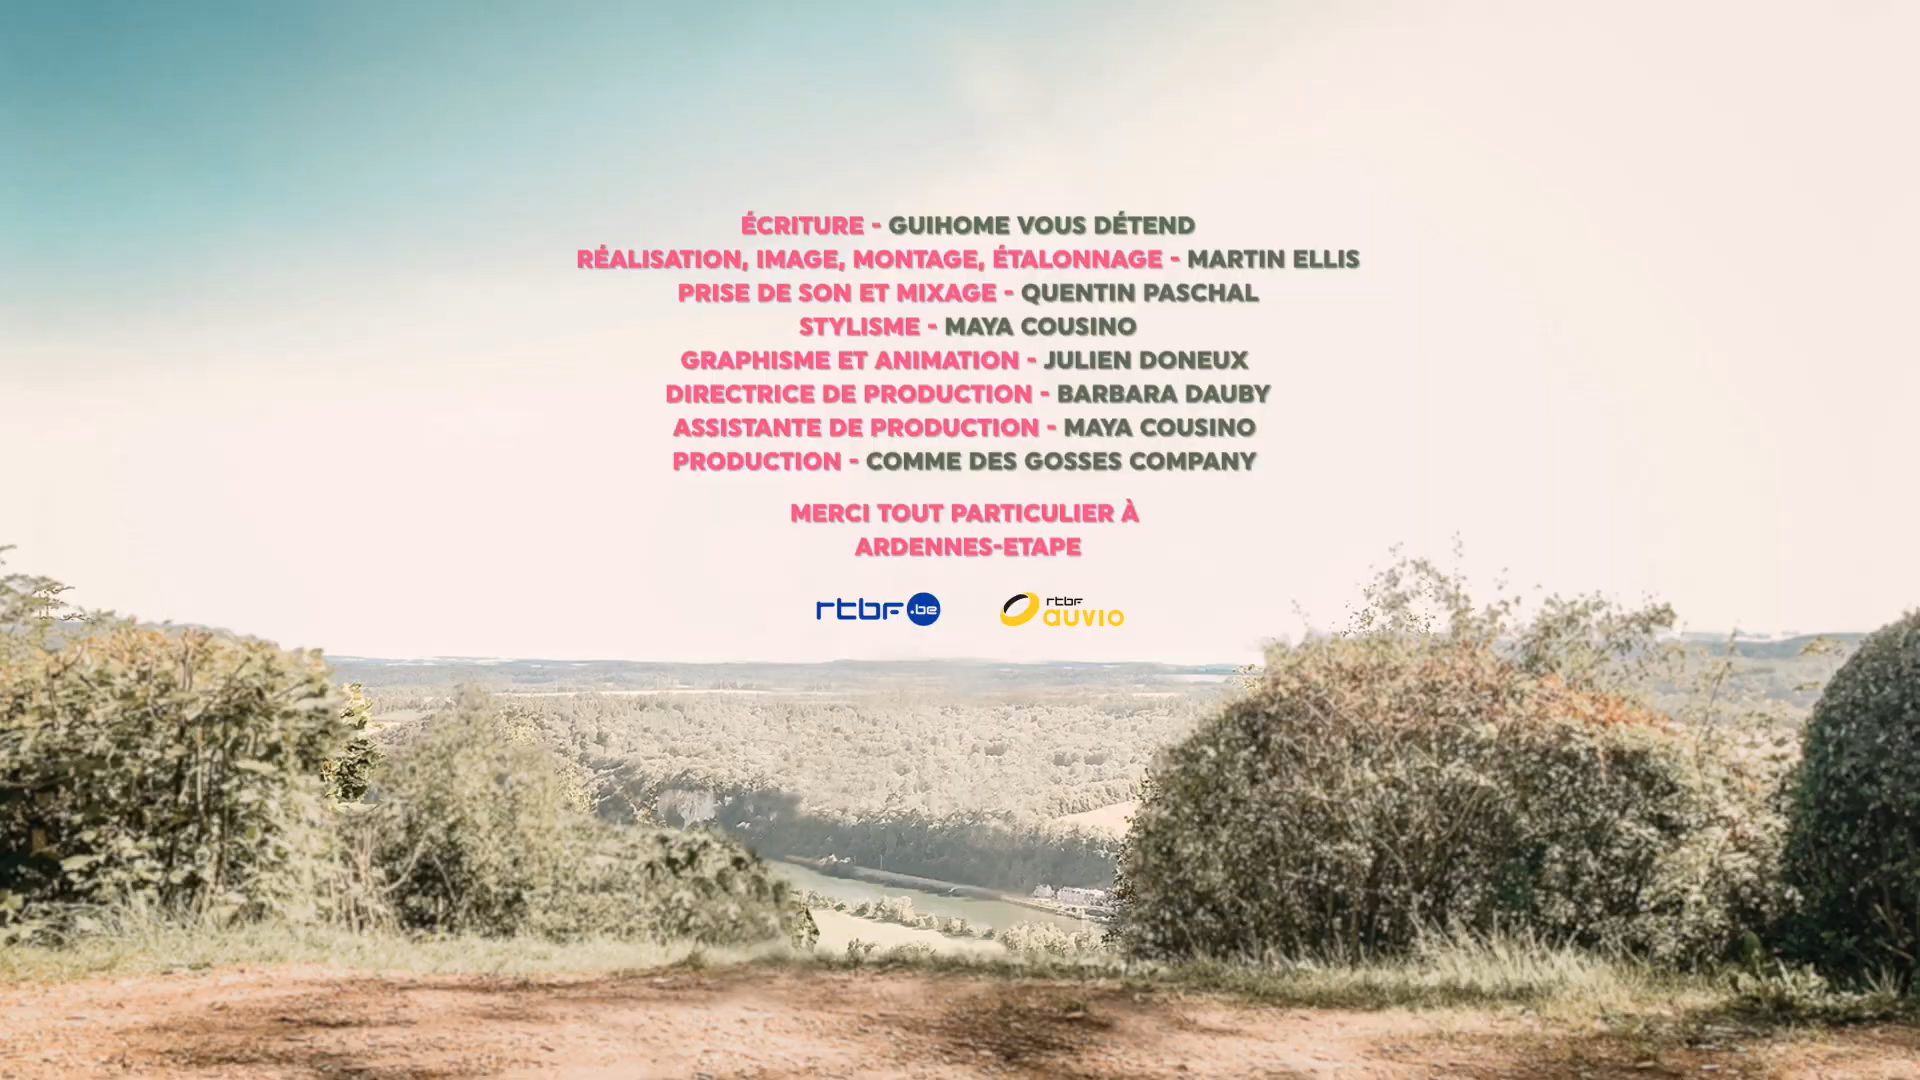 ÉCRITURE - GUIHOME VOUS DÉTEND
RÉALISATION, IMAGE, MONTAGE, ÉTALONNAGE - MARTIN ELLIS
PRISE DE SON ET MIXAGE - QUENTIN PASCHAL
STYLISME - MAYA COUSINO
GRAPHISME ET ANIMATION - JULIEN DONEUX
DIRECTRICE DE PRODUCTION - BARBARA DAUBY
ASSISTANTE DE PRODUCTION - MAYA COUSINO
PRODUCTION - COMME DES GOSSES COMPANY
MERCI TOUT PARTICULIER À
ARDENNES-ETAPE
rtbf.be
rtbf
auvio